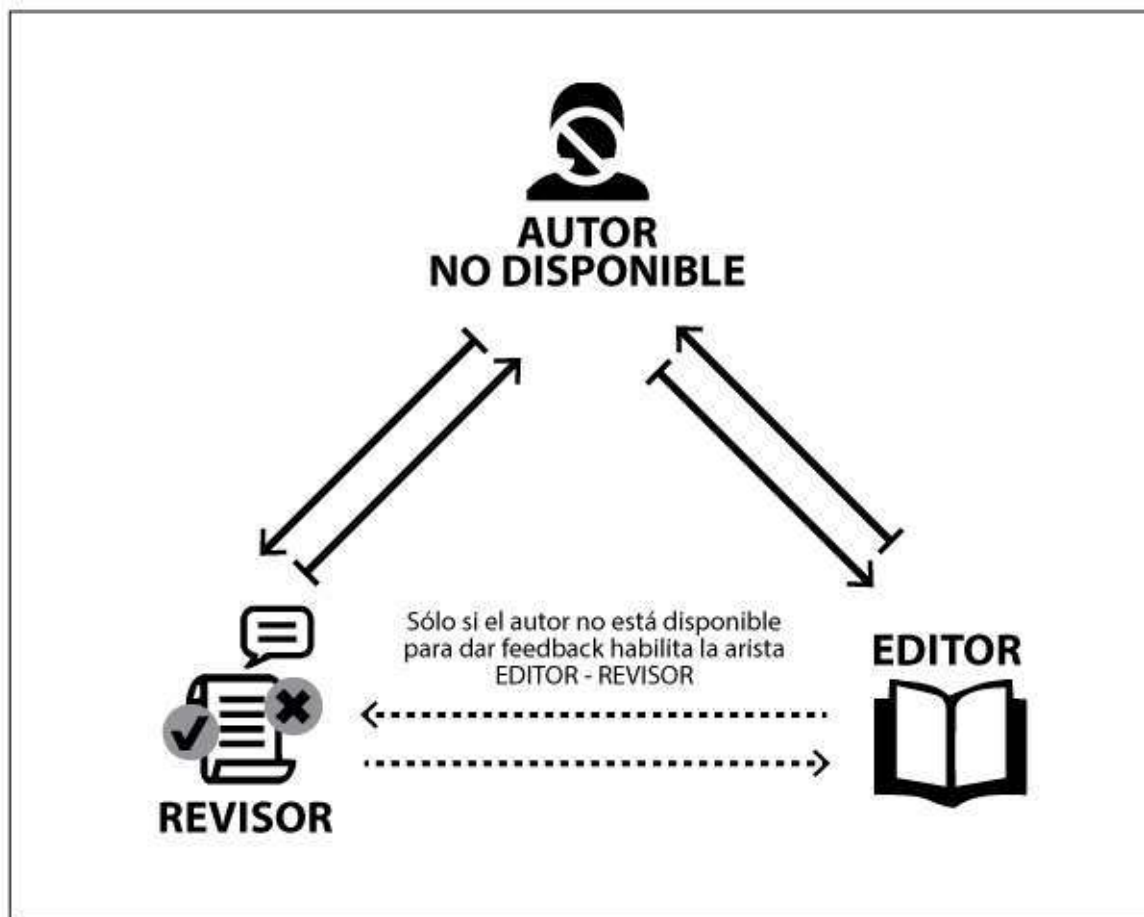 AUTOR
NO DISPONIBLE
Sólo si el autor no está disponible
para dar feedback habilita la arista
EDITOR - REVISOR
EDITOR
REVISOR